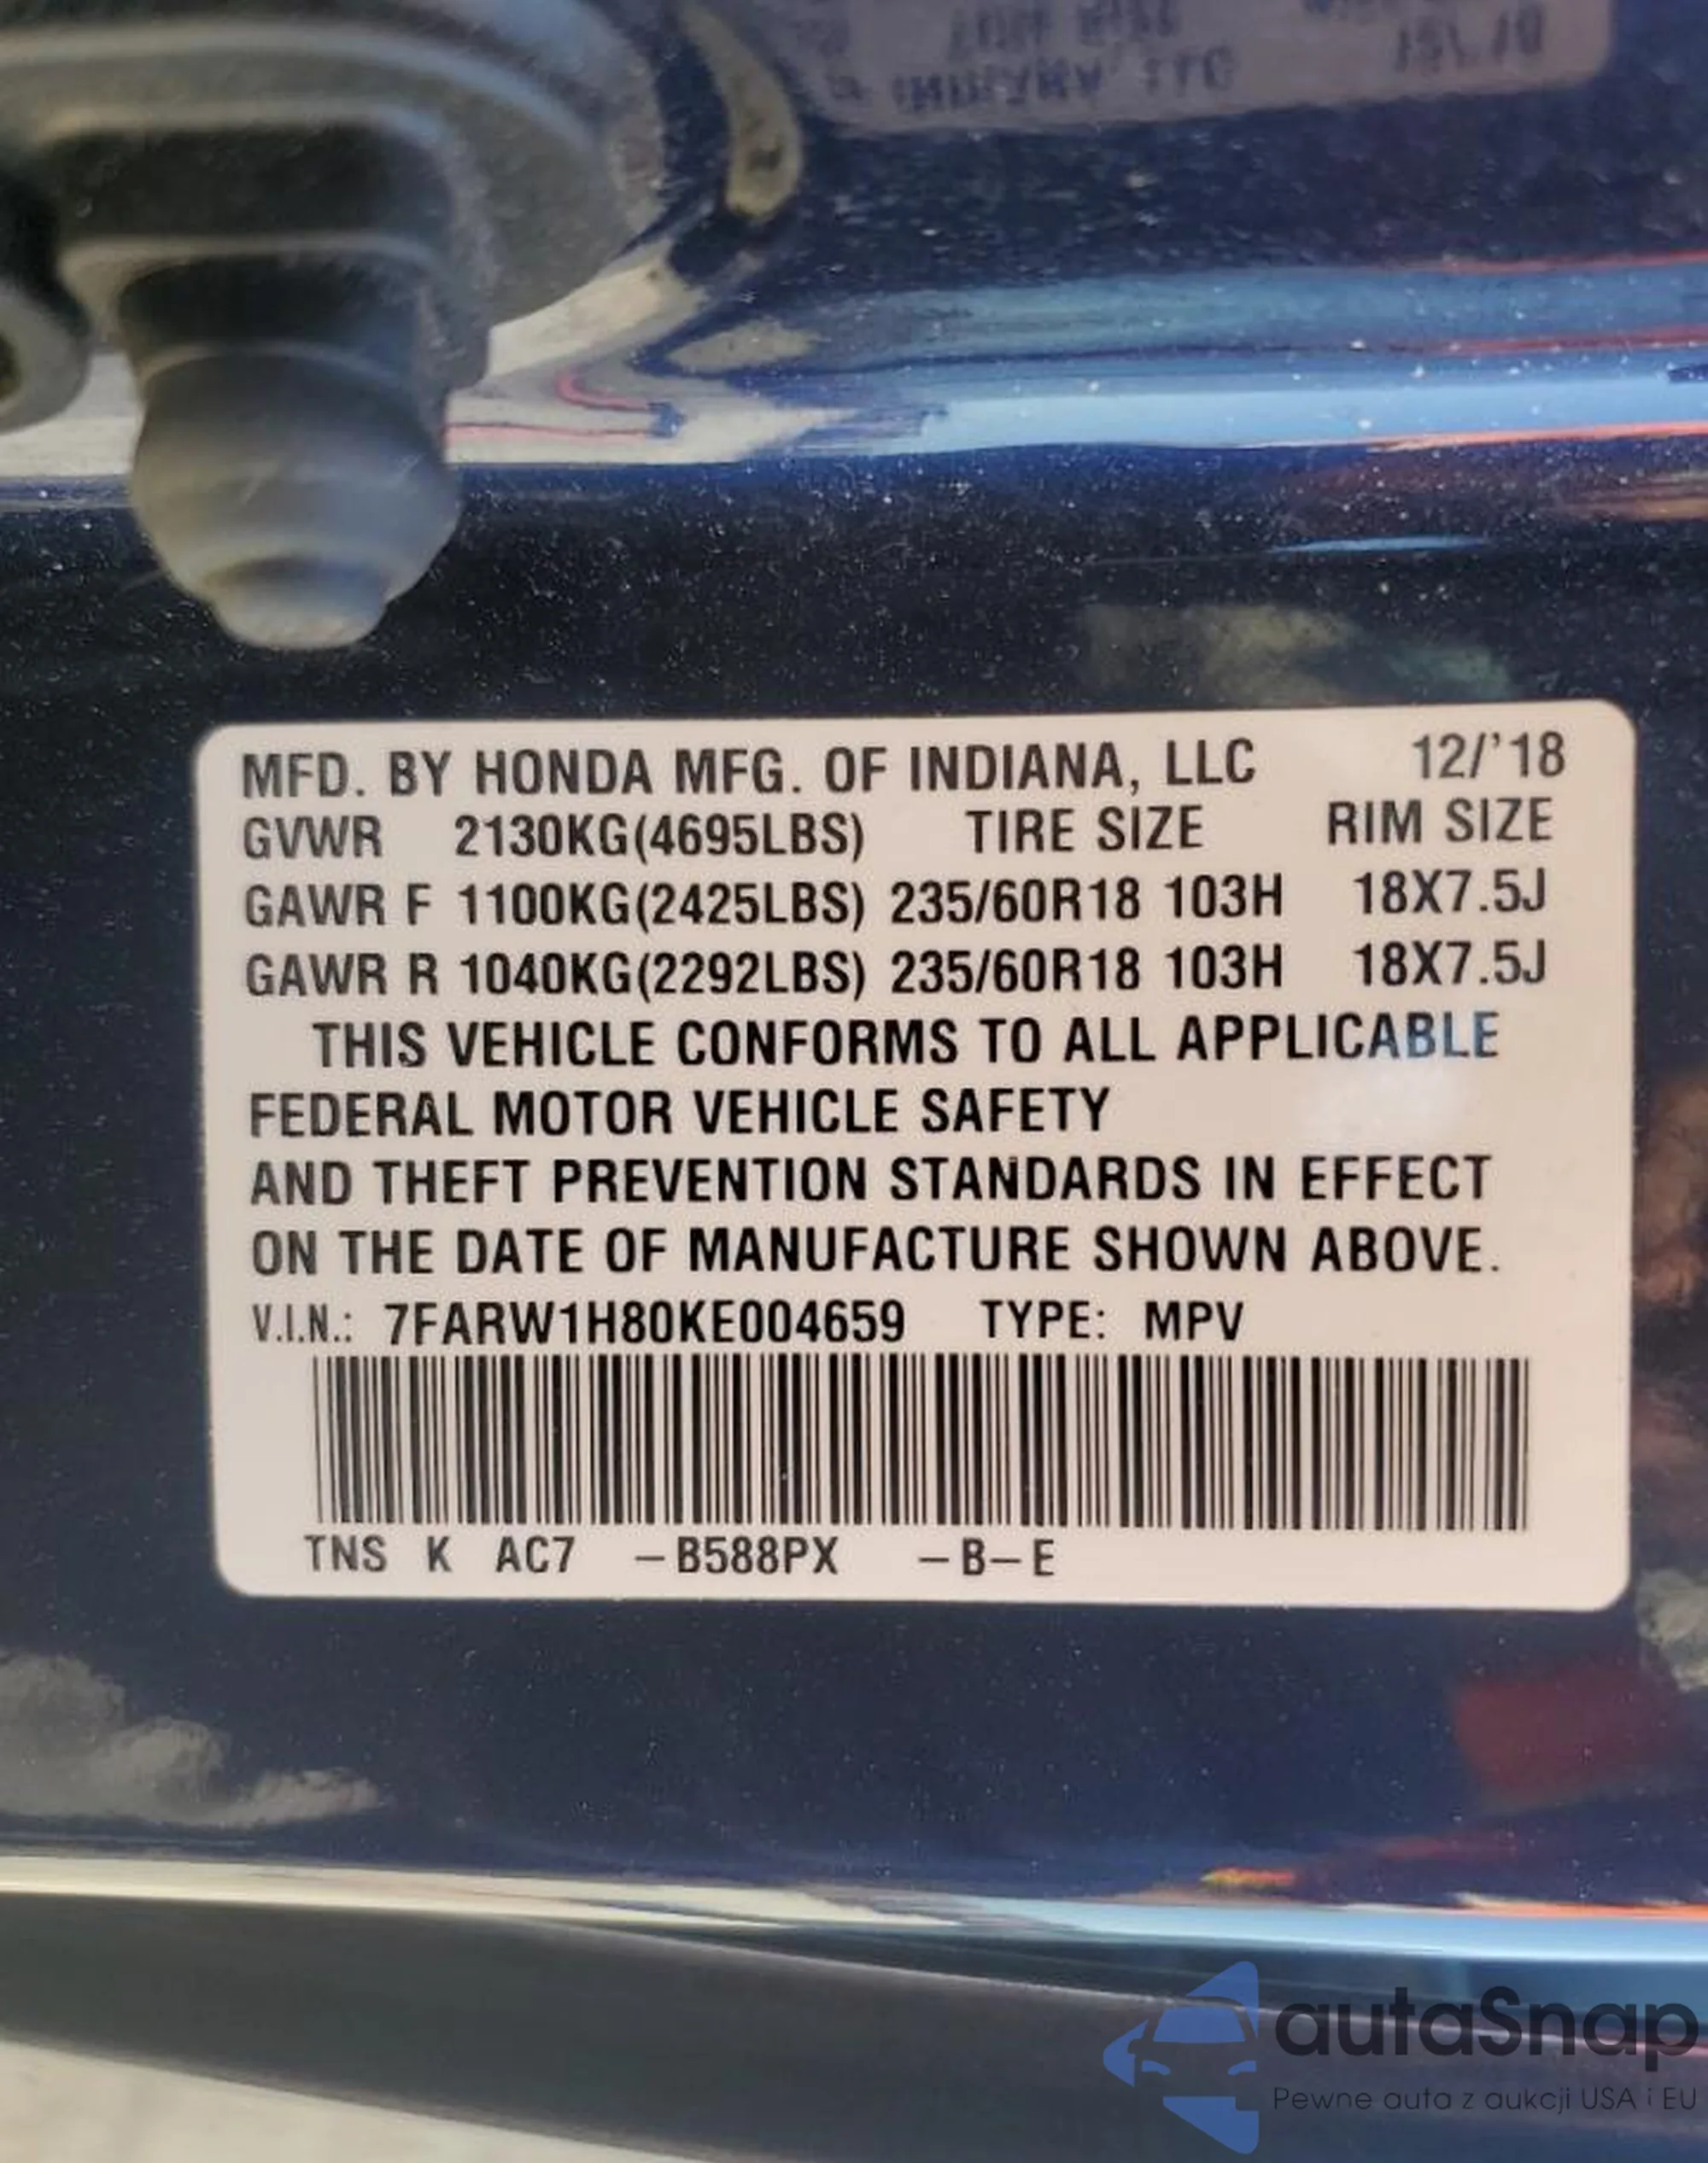 MFD. BY HONDA MFG. OF INDIANA, LLC 12/'18
GVWR 2130KG(4695LBS) TIRE SIZE RIM SIZE
GAWR F 1100KG(2425LBS) 235/60R18 103H 18X7.5J
GAWR R 1040KG(2292LBS) 235/60R18 103H 18X7.5J
THIS VEHICLE CONFORMS TO ALL APPLICABLE
FEDERAL MOTOR VEHICLE SAFETY
AND THEFT PREVENTION STANDARDS IN EFFECT
ON THE DATE OF MANUFACTURE SHOWN ABOVE.
V.I.N.: 7FARW1H80KE004659 TYPE: MPV
TNS K AC7 –B588PX –B–E
autaSnap
Pewne auta z aukcji USA i EU